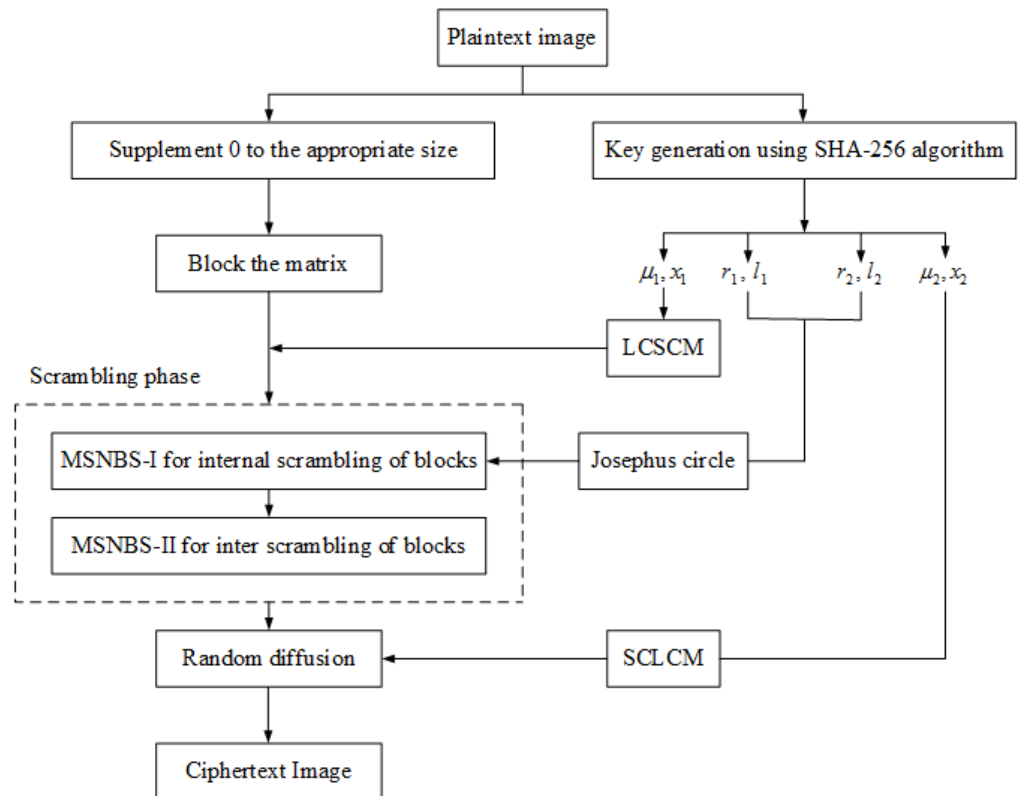 Plaintext image
Supplement 0 to the appropriate size
Key generation using SHA-256 algorithm
Block the matrix
μ₁, x₁
r₁, l₁
r₂, l₂
μ₂, x₂
LCSCM
Scrambling phase
MSNBS-I for internal scrambling of blocks
Josephus circle
MSNBS-II for inter scrambling of blocks
Random diffusion
SCLCM
Ciphertext Image